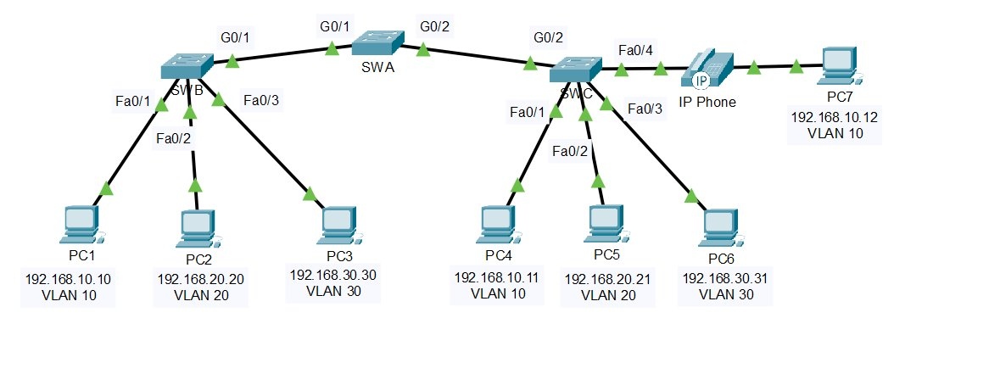 G0/1
G0/1
G0/2
G0/2
Fa0/4
SWA
SWB
SWC
IP
IP Phone
PC7
192.168.10.12
VLAN 10
Fa0/1
Fa0/2
Fa0/3
Fa0/1
Fa0/2
Fa0/3
PC1
192.168.10.10
VLAN 10
PC2
192.168.20.20
VLAN 20
PC3
192.168.30.30
VLAN 30
PC4
192.168.10.11
VLAN 10
PC5
192.168.20.21
VLAN 20
PC6
192.168.30.31
VLAN 30